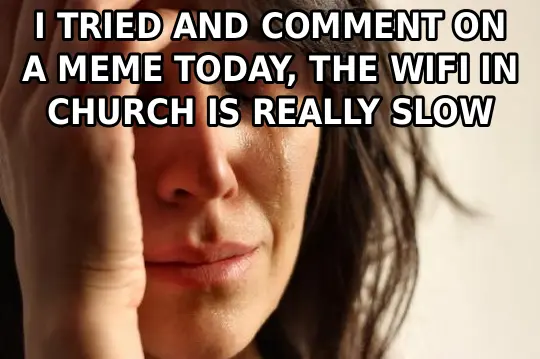 I TRIED AND COMMENT ON
A MEME TODAY, THE WIFI IN
CHURCH IS REALLY SLOW